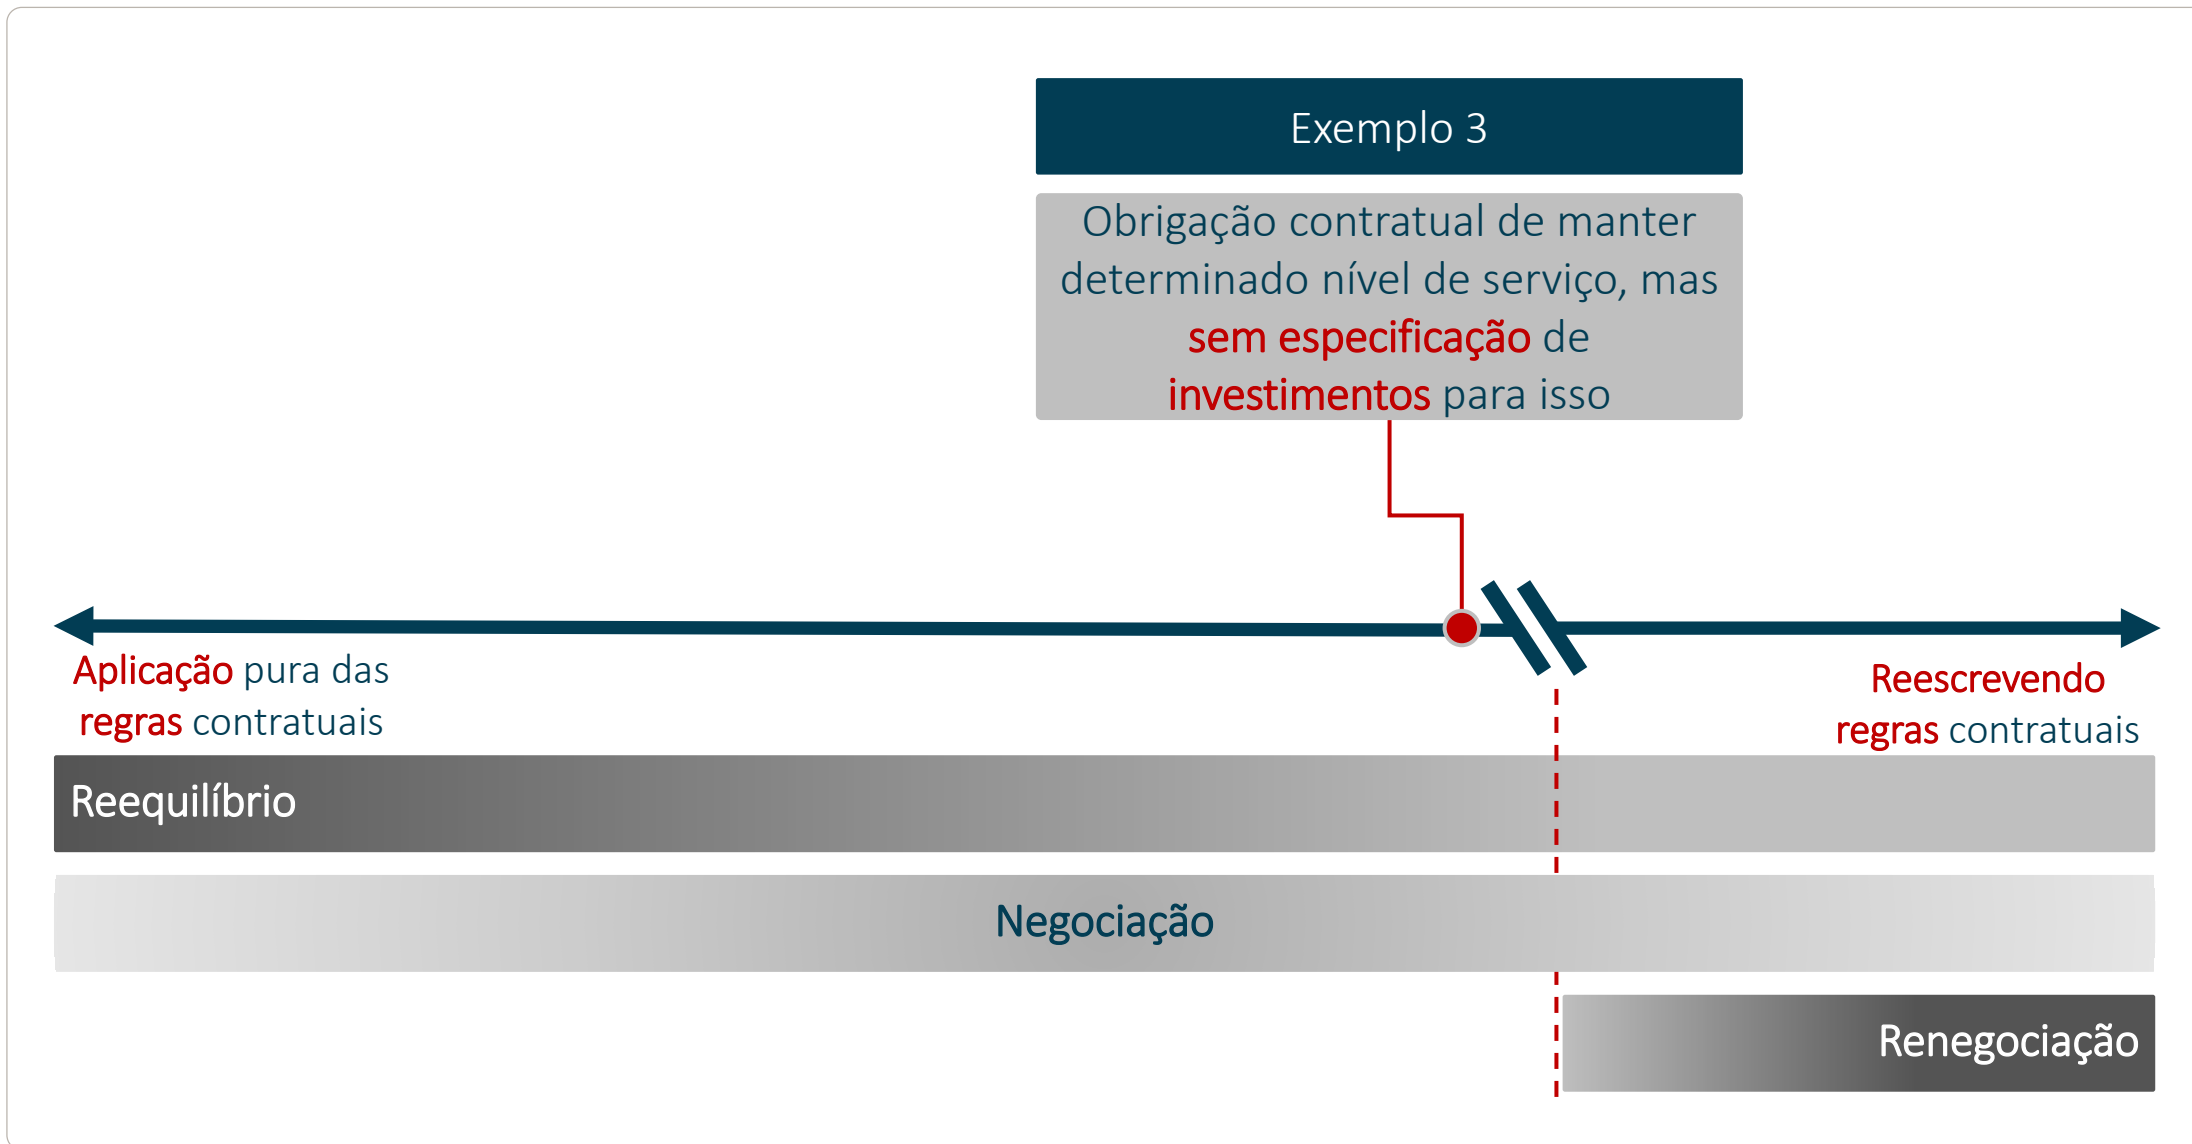 Exemplo 3
Obrigação contratual de manter
determinado nível de serviço, mas
sem especificação de
investimentos para isso
Aplicação pura das
regras contratuais
Reescrevendo
regras contratuais
Reequilíbrio
Negociação
Renegociação